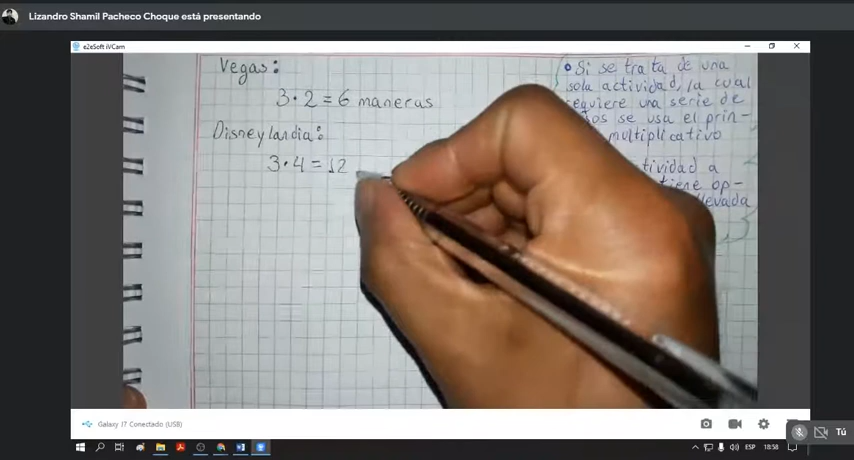 Lizandro Shamil Pacheco Choque está presentando
e2eSoft iVCam
Vegas:
3·2 = 6 maneras
Disneylandia:
3·4 = 12
• Si se trata de una
sola actividad, la cual
requiere una serie de
se usa el prin-
multiplicativo
tividad a
tiene op-
llevada
Galaxy J7 Conectado (USB)
Tú
ESP
18:58